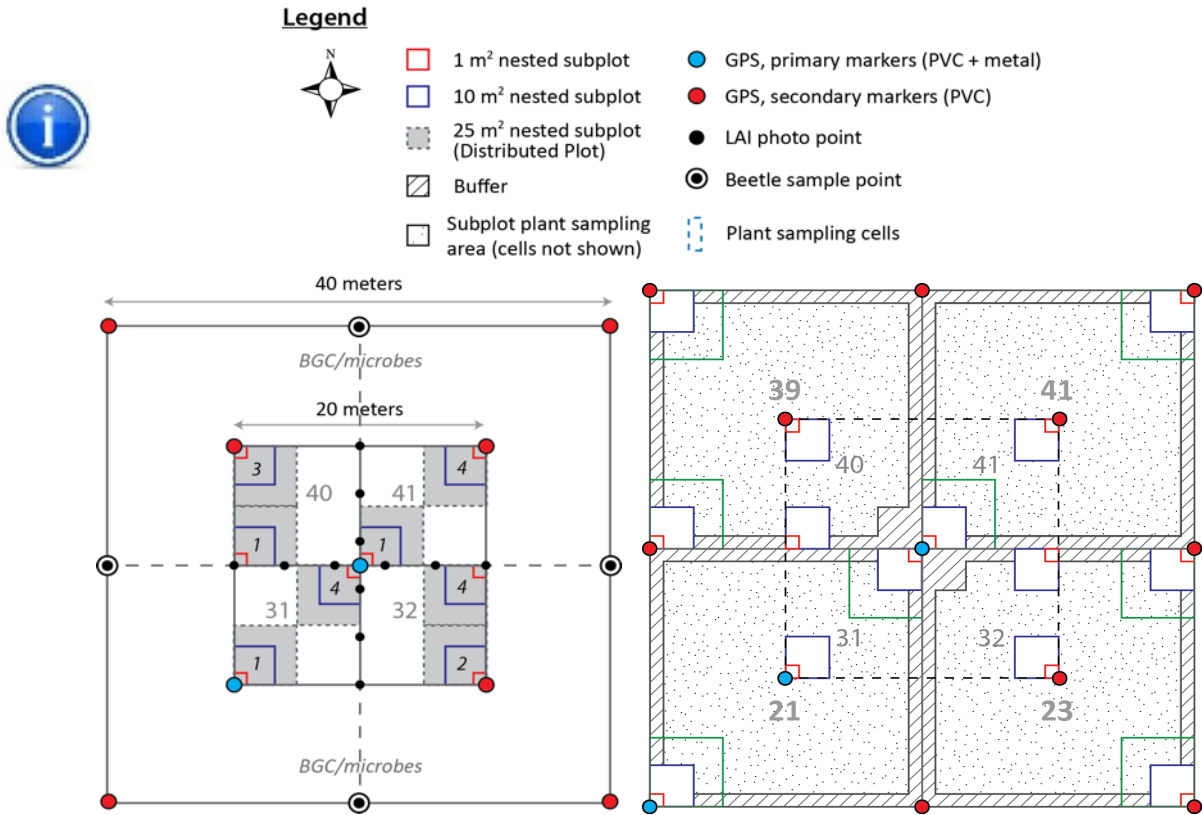 Legend
N
i
1 m² nested subplot
10 m² nested subplot
25 m² nested subplot
(Distributed Plot)
Buffer
Subplot plant sampling
area (cells not shown)
GPS, primary markers (PVC + metal)
GPS, secondary markers (PVC)
LAI photo point
Beetle sample point
Plant sampling cells
40 meters
BGC/microbes
20 meters
3
4
40
41
1
1
4
4
31
32
1
2
BGC/microbes
39
41
40
41
31
32
21
23